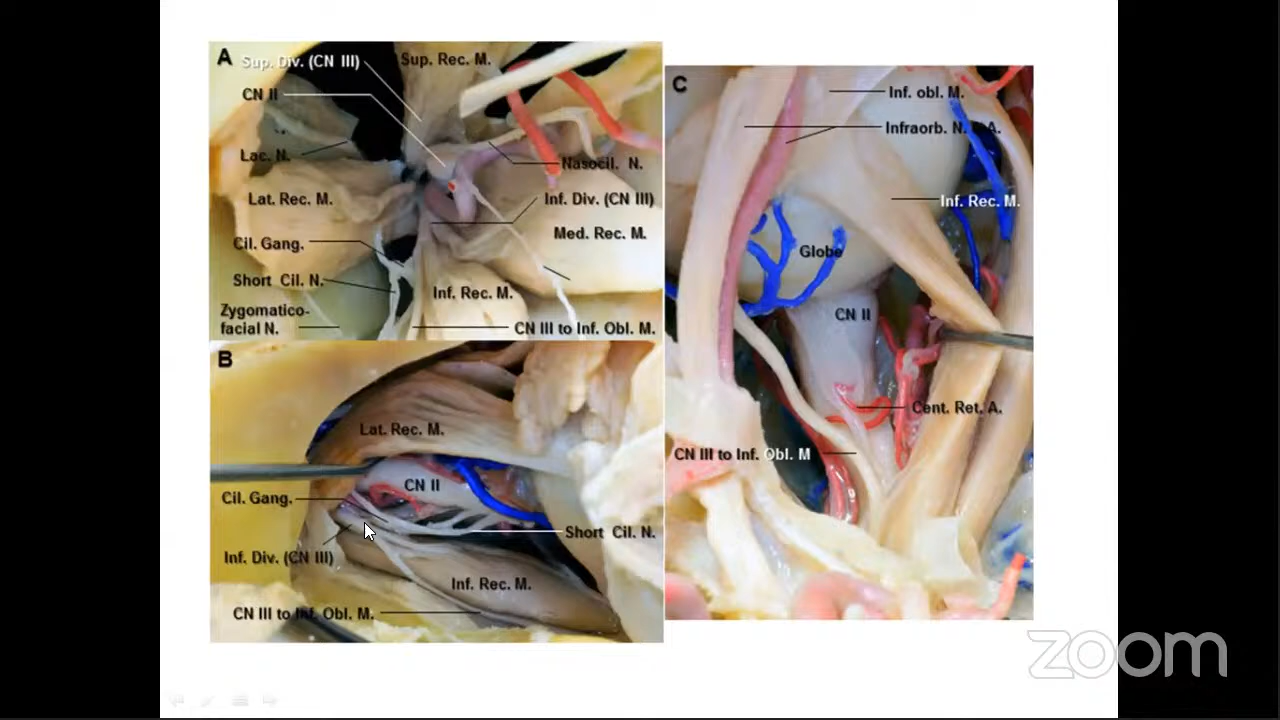 A
Sup. Div. (CN III)
Sup. Rec. M.
CN II
Lac. N.
Nasocil. N.
Lat. Rec. M.
Inf. Div. (CN III)
Med. Rec. M.
Cil. Gang.
Short Cil. N.
Inf. Rec. M.
Zygomatico-
facial N.
CN III to Inf. Obl. M.
B
Lat. Rec. M.
CN II
Cil. Gang.
Short Cil. N.
Inf. Div. (CN III)
Inf. Rec. M.
CN III to Inf. Obl. M.
C
Inf. obl. M.
Infraorb. N. A.
Inf. Rec. M.
Globe
CN II
Cent. Ret. A.
CN III to Inf. Obl. M
zoom